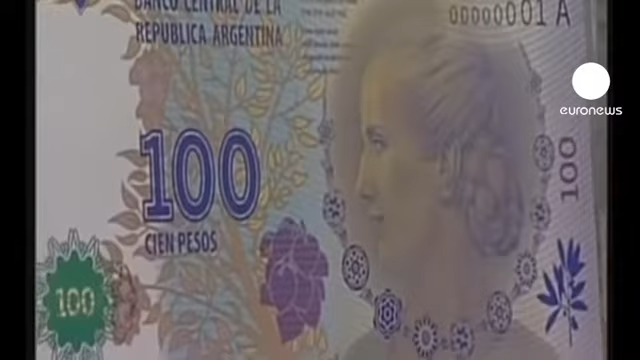 BANCO CENTRAL DE LA
REPUBLICA ARGENTINA
00000001 A
euronews
100
CIEN PESOS
100
100